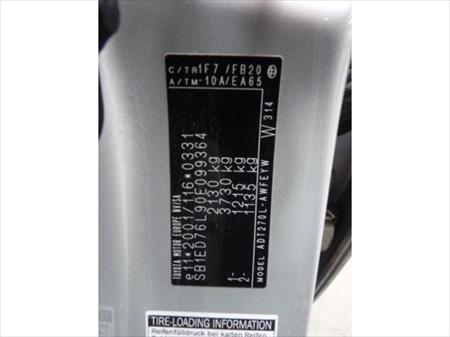 TOYOTA MOTOR EUROPE NV/SA
e11*2001/116*0331
SB1ED76L90E099364
2130 kg
3730 kg
1- 1215 kg
2- 1135 kg
MODEL ADT270L-AWFEYW W 314
C/TR 1F7 /FB20
A/TM -10A/EA65
TIRE-LOADING INFORMATION
Reifenfülldruck bei kalten Reifen